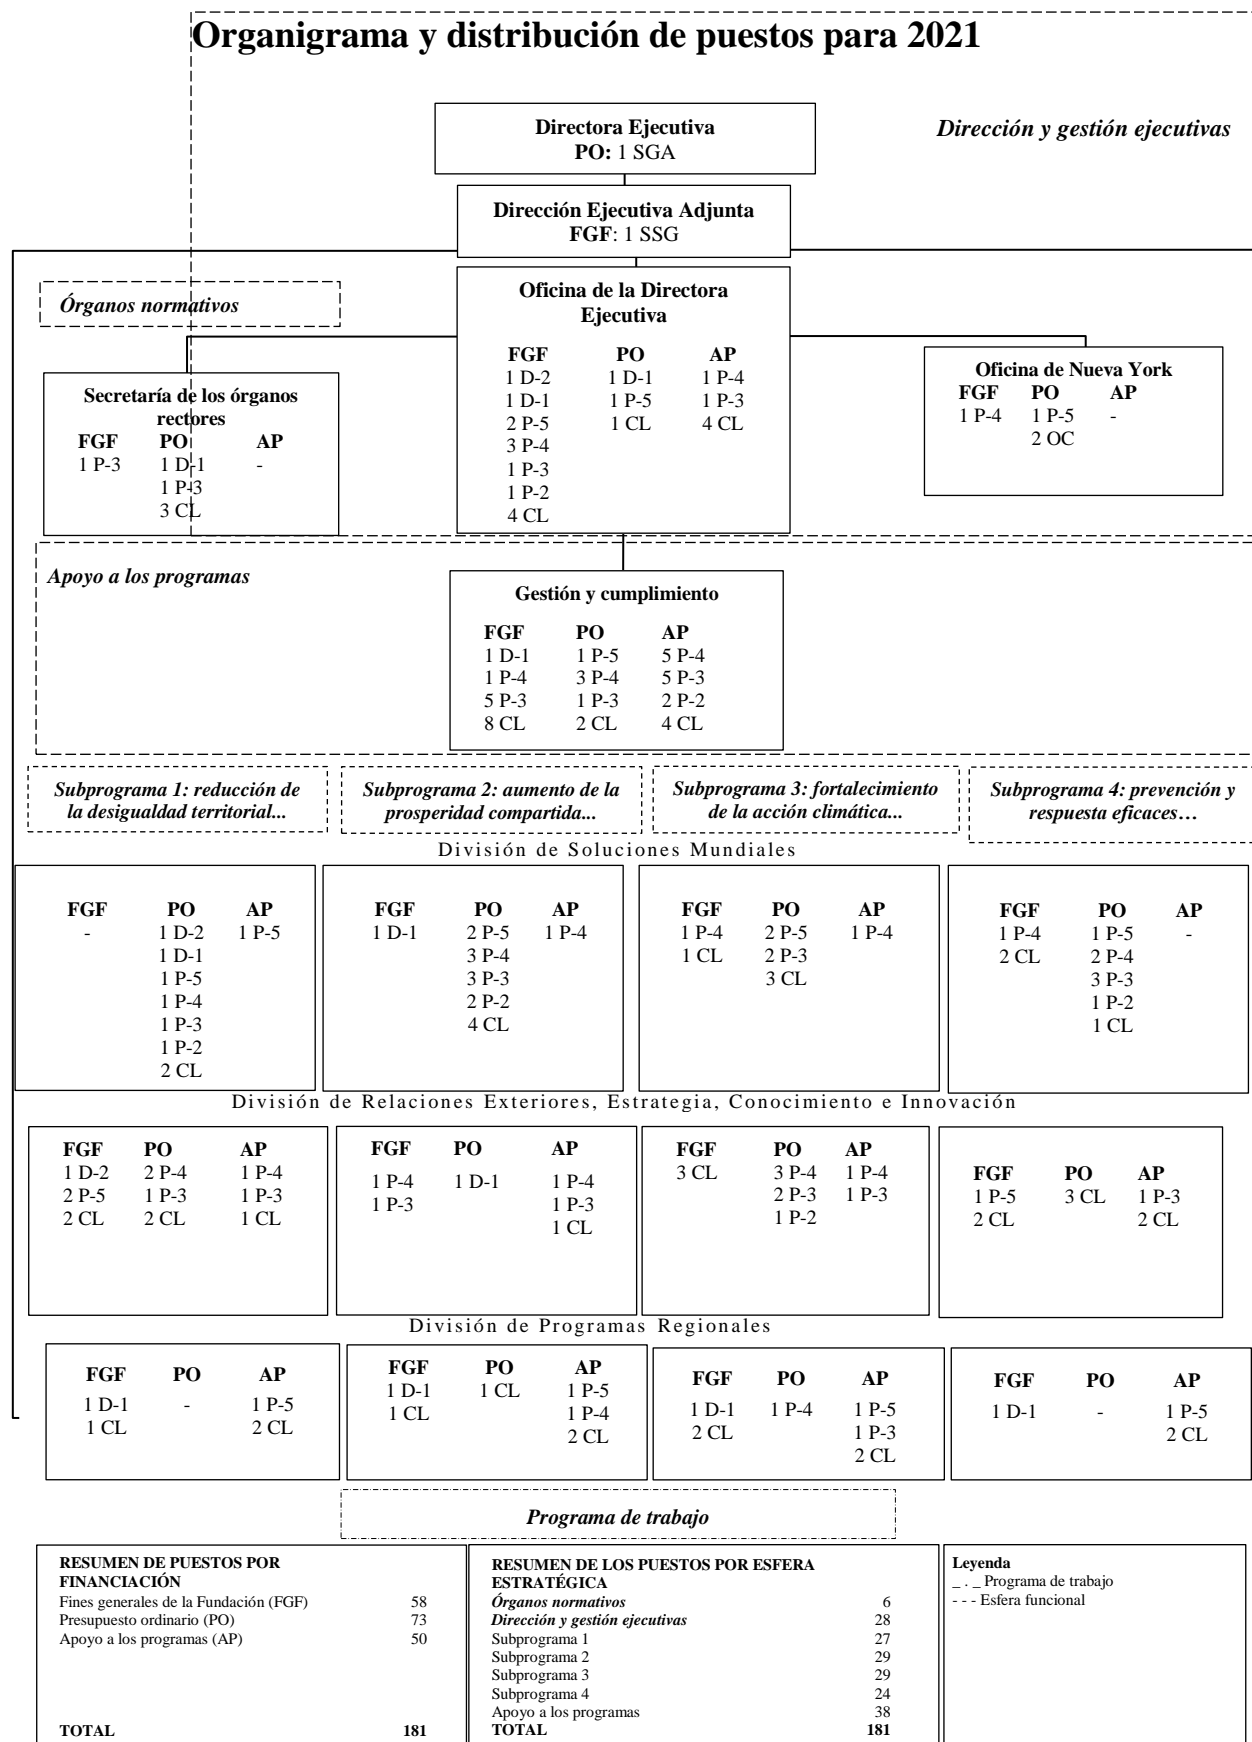 Organigrama y distribución de puestos para 2021
Directora Ejecutiva
PO: 1 SGA
Dirección y gestión ejecutivas
Dirección Ejecutiva Adjunta
FGF: 1 SSG
Órganos normativos
Oficina de la Directora
Ejecutiva
FGF PO AP
1 D-2 1 D-1 1 P-4
1 D-1 1 P-5 1 P-3
2 P-5 1 CL 4 CL
3 P-4
1 P-3
1 P-2
4 CL
Secretaría de los órganos
rectores
FGF PO AP
1 P-3 1 D-1 -
1 P-3
3 CL
Oficina de Nueva York
FGF PO AP
1 P-4 1 P-5 -
2 OC
Apoyo a los programas
Gestión y cumplimiento
FGF PO AP
1 D-1 1 P-5 5 P-4
1 P-4 3 P-4 5 P-3
5 P-3 1 P-3 2 P-2
8 CL 2 CL 4 CL
Subprograma 1: reducción de
la desigualdad territorial...
Subprograma 2: aumento de la
prosperidad compartida...
Subprograma 3: fortalecimiento
de la acción climática...
Subprograma 4: prevención y
respuesta eficaces…
División de Soluciones Mundiales
FGF PO AP
- 1 D-2 1 P-5
1 D-1
1 P-5
1 P-4
1 P-3
1 P-2
2 CL
FGF PO AP
1 D-1 2 P-5 1 P-4
3 P-4
3 P-3
2 P-2
4 CL
FGF PO AP
1 P-4 2 P-5 1 P-4
1 CL 2 P-3
3 CL
FGF PO AP
1 P-4 1 P-5 -
2 CL 2 P-4
3 P-3
1 P-2
1 CL
División de Relaciones Exteriores, Estrategia, Conocimiento e Innovación
FGF PO AP
1 D-2 2 P-4 1 P-4
2 P-5 1 P-3 1 P-3
2 CL 2 CL 1 CL
FGF PO AP
1 P-4 1 D-1 1 P-4
1 P-3 1 P-3
1 CL
FGF PO AP
3 CL 3 P-4 1 P-4
2 P-3 1 P-3
1 P-2
FGF PO AP
1 P-5 3 CL 1 P-3
2 CL 2 CL
División de Programas Regionales
FGF PO AP
1 D-1 - 1 P-5
1 CL 2 CL
FGF PO AP
1 D-1 1 CL 1 P-5
1 CL 1 P-4
2 CL
FGF PO AP
1 D-1 1 P-4 1 P-5
2 CL 1 P-3
2 CL
FGF PO AP
1 D-1 - 1 P-5
2 CL
Programa de trabajo
RESUMEN DE PUESTOS POR
FINANCIACIÓN
Fines generales de la Fundación (FGF) 58
Presupuesto ordinario (PO) 73
Apoyo a los programas (AP) 50
TOTAL 181
RESUMEN DE LOS PUESTOS POR ESFERA
ESTRATÉGICA
Órganos normativos 6
Dirección y gestión ejecutivas 28
Subprograma 1 27
Subprograma 2 29
Subprograma 3 29
Subprograma 4 24
Apoyo a los programas 38
TOTAL 181
Leyenda
_ . _ Programa de trabajo
- - - Esfera funcional